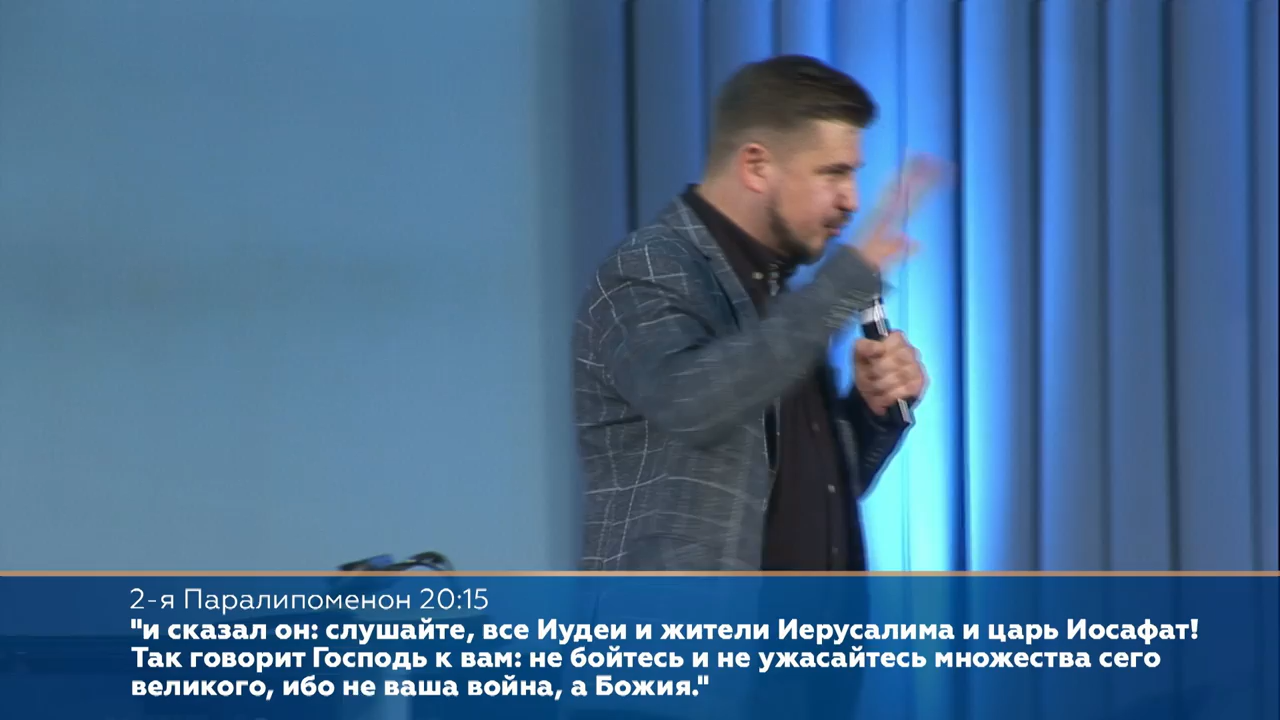 2-я Паралипоменон 20:15
"и сказал он: слушайте, все Иудеи и жители Иерусалима и царь Иосафат!
Так говорит Господь к вам: не бойтесь и не ужасайтесь множества сего
великого, ибо не ваша война, а Божия."